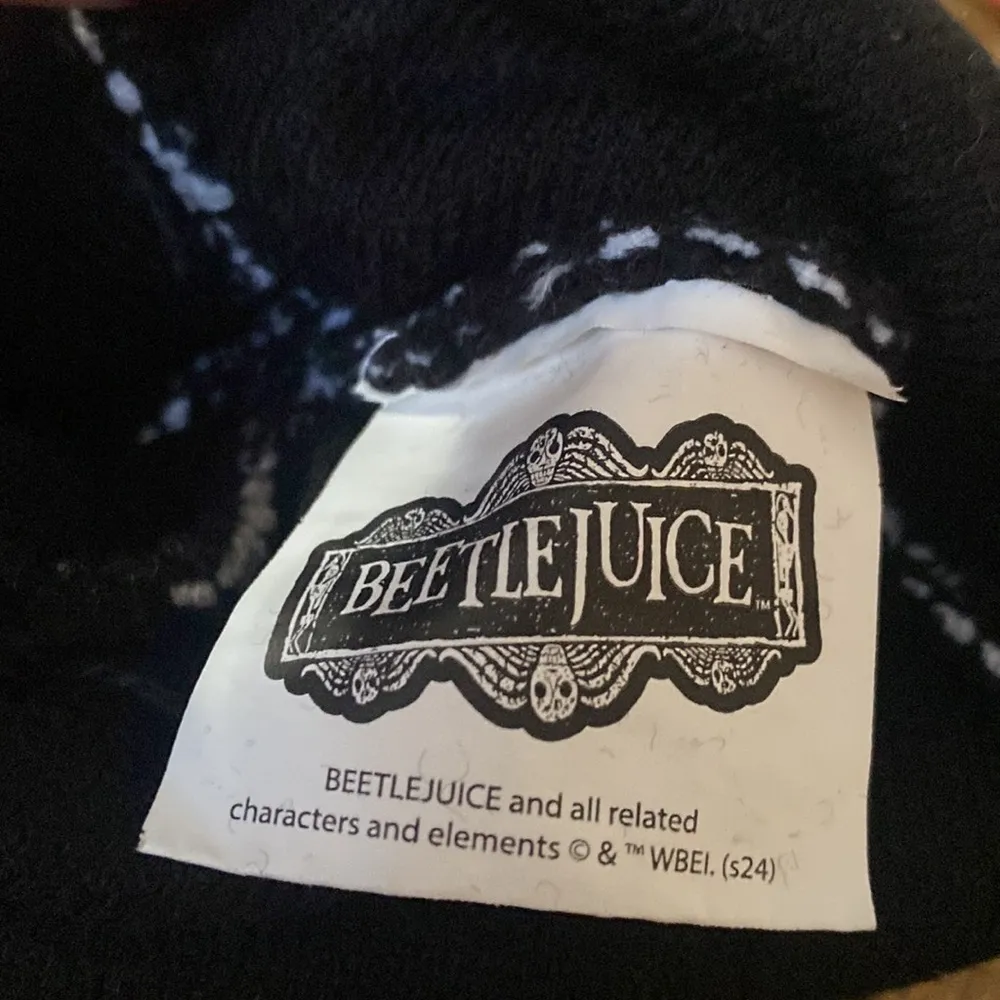 BEETLEJUICE™
BEETLEJUICE and all related
characters and elements © & ™ WBEI. (s24)